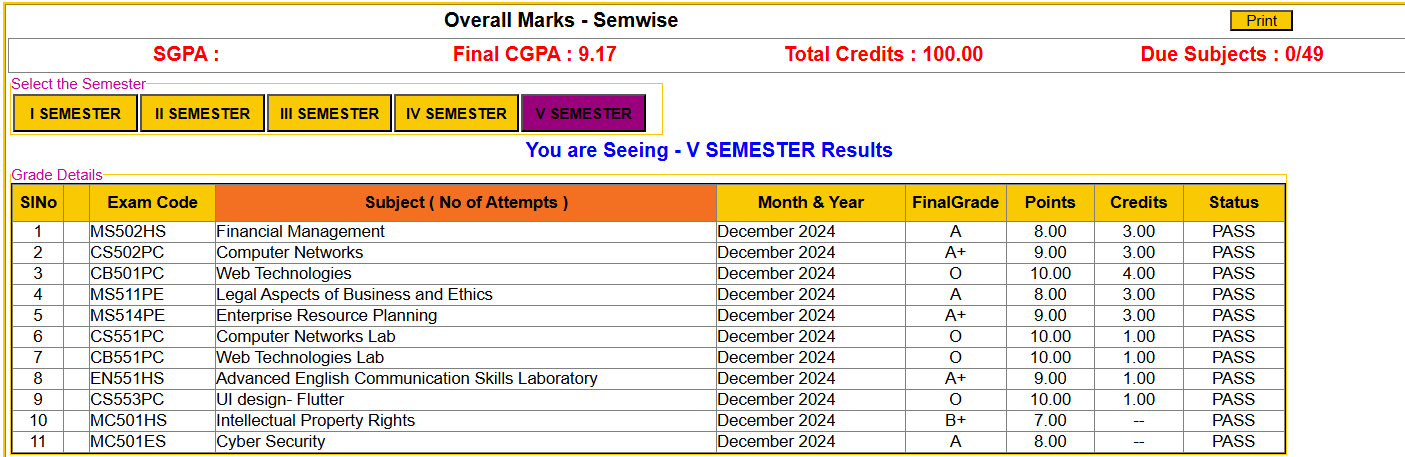 Overall Marks - Semwise
Print
SGPA : Final CGPA : 9.17 Total Credits : 100.00 Due Subjects : 0/49
Select the Semester
I SEMESTER II SEMESTER III SEMESTER IV SEMESTER V SEMESTER
You are Seeing - V SEMESTER Results
Grade Details
SlNo Exam Code Subject ( No of Attempts ) Month & Year FinalGrade Points Credits Status
1 MS502HS Financial Management December 2024 A 8.00 3.00 PASS
2 CS502PC Computer Networks December 2024 A+ 9.00 3.00 PASS
3 CB501PC Web Technologies December 2024 O 10.00 4.00 PASS
4 MS511PE Legal Aspects of Business and Ethics December 2024 A 8.00 3.00 PASS
5 MS514PE Enterprise Resource Planning December 2024 A+ 9.00 3.00 PASS
6 CS551PC Computer Networks Lab December 2024 O 10.00 1.00 PASS
7 CB551PC Web Technologies Lab December 2024 O 10.00 1.00 PASS
8 EN551HS Advanced English Communication Skills Laboratory December 2024 A+ 9.00 1.00 PASS
9 CS553PC UI design- Flutter December 2024 O 10.00 1.00 PASS
10 MC501HS Intellectual Property Rights December 2024 B+ 7.00 -- PASS
11 MC501ES Cyber Security December 2024 A 8.00 -- PASS